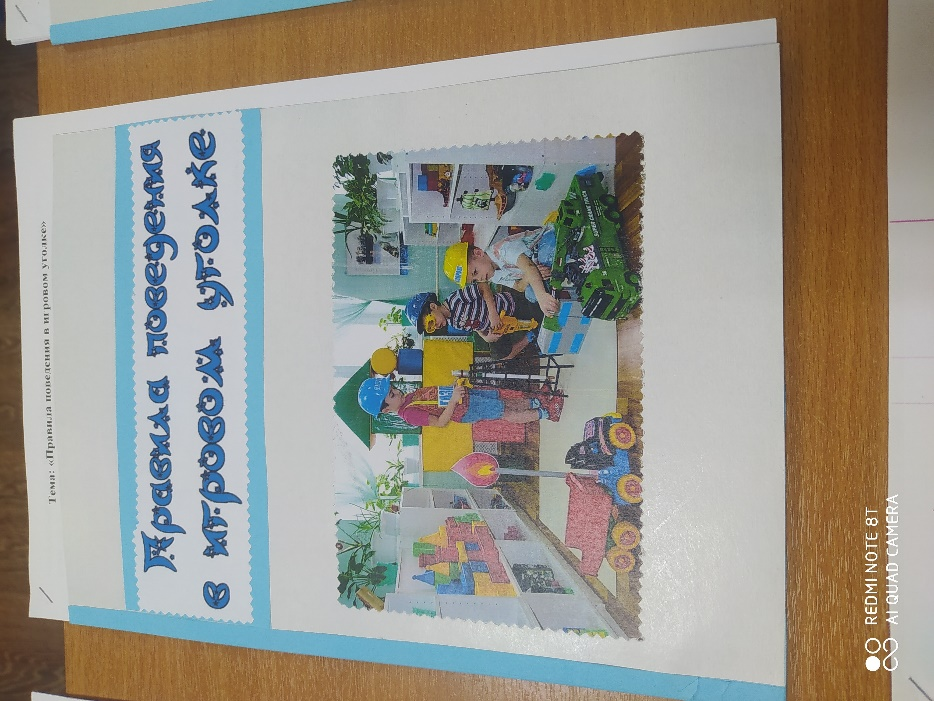 Тема: «Правила поведения в игровом уголке»
Правила поведения
в игровом уголке
REDMI NOTE 8T
AI QUAD CAMERA